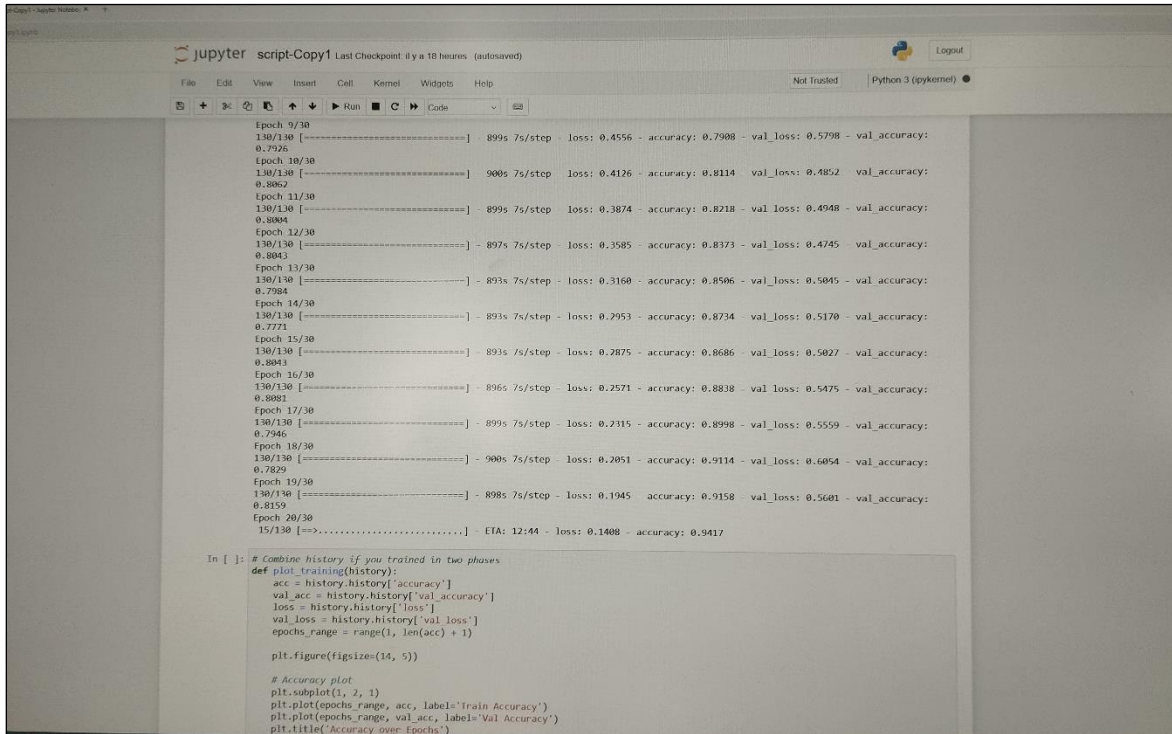 jupyter script-Copy1 Last Checkpoint: il y a 18 heures (autosaved)
Logout
File Edit View Insert Cell Kernel Widgets Help
Not Trusted Python 3 (ipykernel)
Run Code
Epoch 9/30
130/130 [==============================] - 899s 7s/step - loss: 0.4556 - accuracy: 0.7908 - val_loss: 0.5798 - val_accuracy:
0.7926
Epoch 10/30
130/130 [==============================] - 900s 7s/step - loss: 0.4126 - accuracy: 0.8114 - val_loss: 0.4852 - val_accuracy:
0.8062
Epoch 11/30
130/130 [==============================] - 899s 7s/step - loss: 0.3874 - accuracy: 0.8218 - val_loss: 0.4948 - val_accuracy:
0.8004
Epoch 12/30
130/130 [==============================] - 897s 7s/step - loss: 0.3585 - accuracy: 0.8373 - val_loss: 0.4745 - val_accuracy:
0.8043
Epoch 13/30
130/130 [==============================] - 893s 7s/step - loss: 0.3160 - accuracy: 0.8506 - val_loss: 0.5045 - val_accuracy:
0.7984
Epoch 14/30
130/130 [==============================] - 893s 7s/step - loss: 0.2953 - accuracy: 0.8734 - val_loss: 0.5170 - val_accuracy:
0.7771
Epoch 15/30
130/130 [==============================] - 893s 7s/step - loss: 0.2875 - accuracy: 0.8686 - val_loss: 0.5027 - val_accuracy:
0.8043
Epoch 16/30
130/130 [==============================] - 896s 7s/step - loss: 0.2571 - accuracy: 0.8838 - val_loss: 0.5475 - val_accuracy:
0.8081
Epoch 17/30
130/130 [==============================] - 899s 7s/step - loss: 0.2315 - accuracy: 0.8998 - val_loss: 0.5559 - val_accuracy:
0.7946
Epoch 18/30
130/130 [==============================] - 900s 7s/step - loss: 0.2051 - accuracy: 0.9114 - val_loss: 0.6054 - val_accuracy:
0.7829
Epoch 19/30
130/130 [==============================] - 898s 7s/step - loss: 0.1945 - accuracy: 0.9158 - val_loss: 0.5601 - val_accuracy:
0.8159
Epoch 20/30
15/130 [==>...........................] - ETA: 12:44 - loss: 0.1408 - accuracy: 0.9417
In [ ]: # Combine history if you trained in two phases
def plot_training(history):
acc = history.history['accuracy']
val_acc = history.history['val_accuracy']
loss = history.history['loss']
val_loss = history.history['val_loss']
epochs_range = range(1, len(acc) + 1)
plt.figure(figsize=(14, 5))
# Accuracy plot
plt.subplot(1, 2, 1)
plt.plot(epochs_range, acc, label='Train Accuracy')
plt.plot(epochs_range, val_acc, label='Val Accuracy')
plt.title('Accuracy over Epochs')